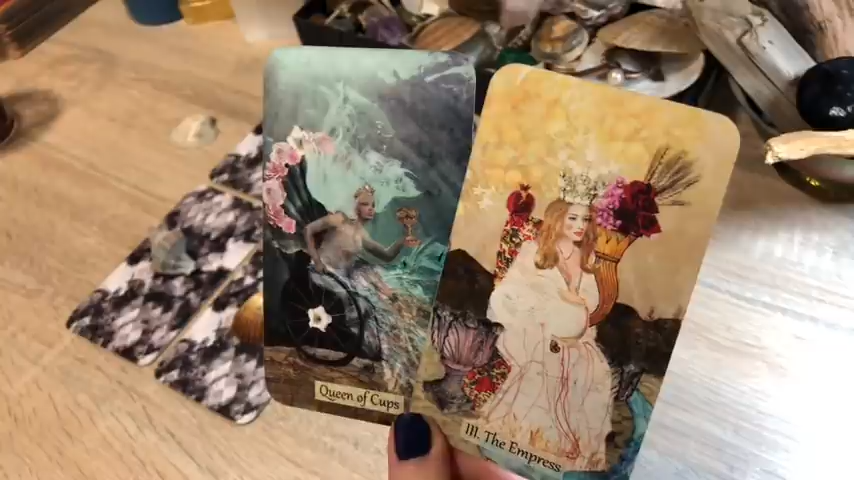 Queen of Cups
III. The Empress